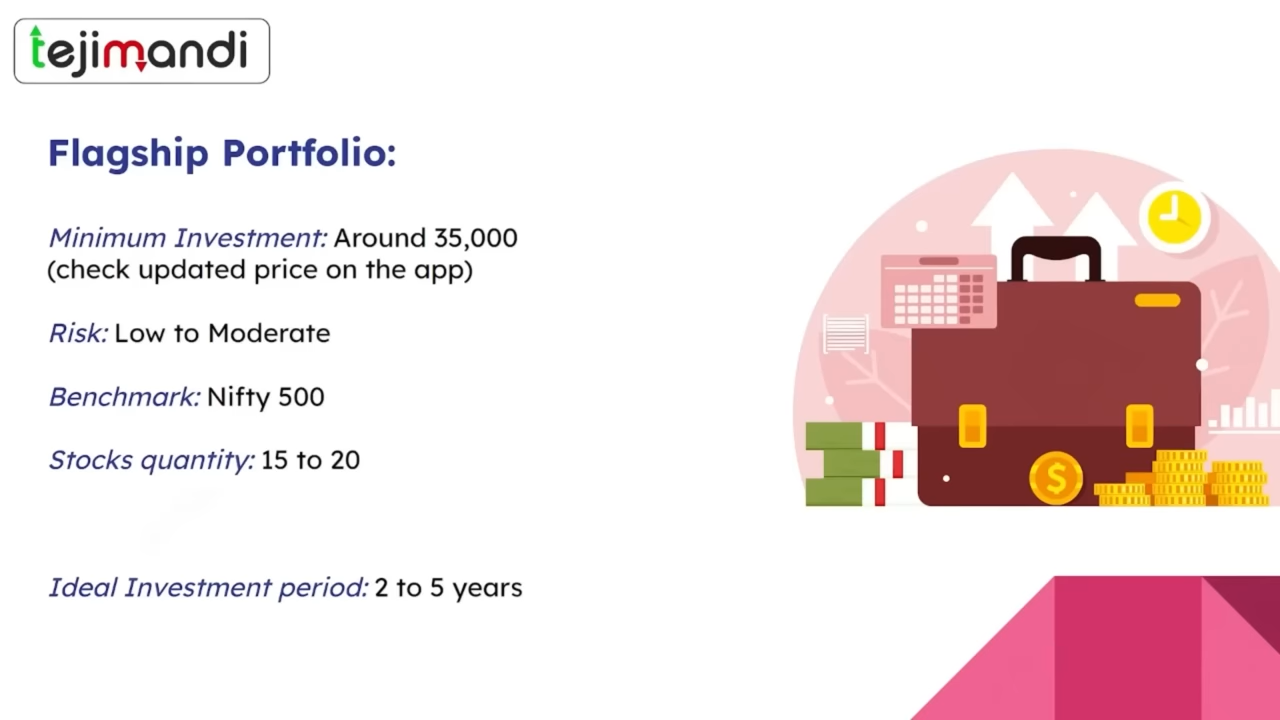 tejimandi
Flagship Portfolio:
Minimum Investment: Around 35,000
(check updated price on the app)
Risk: Low to Moderate
Benchmark: Nifty 500
Stocks quantity: 15 to 20
Ideal Investment period: 2 to 5 years
$